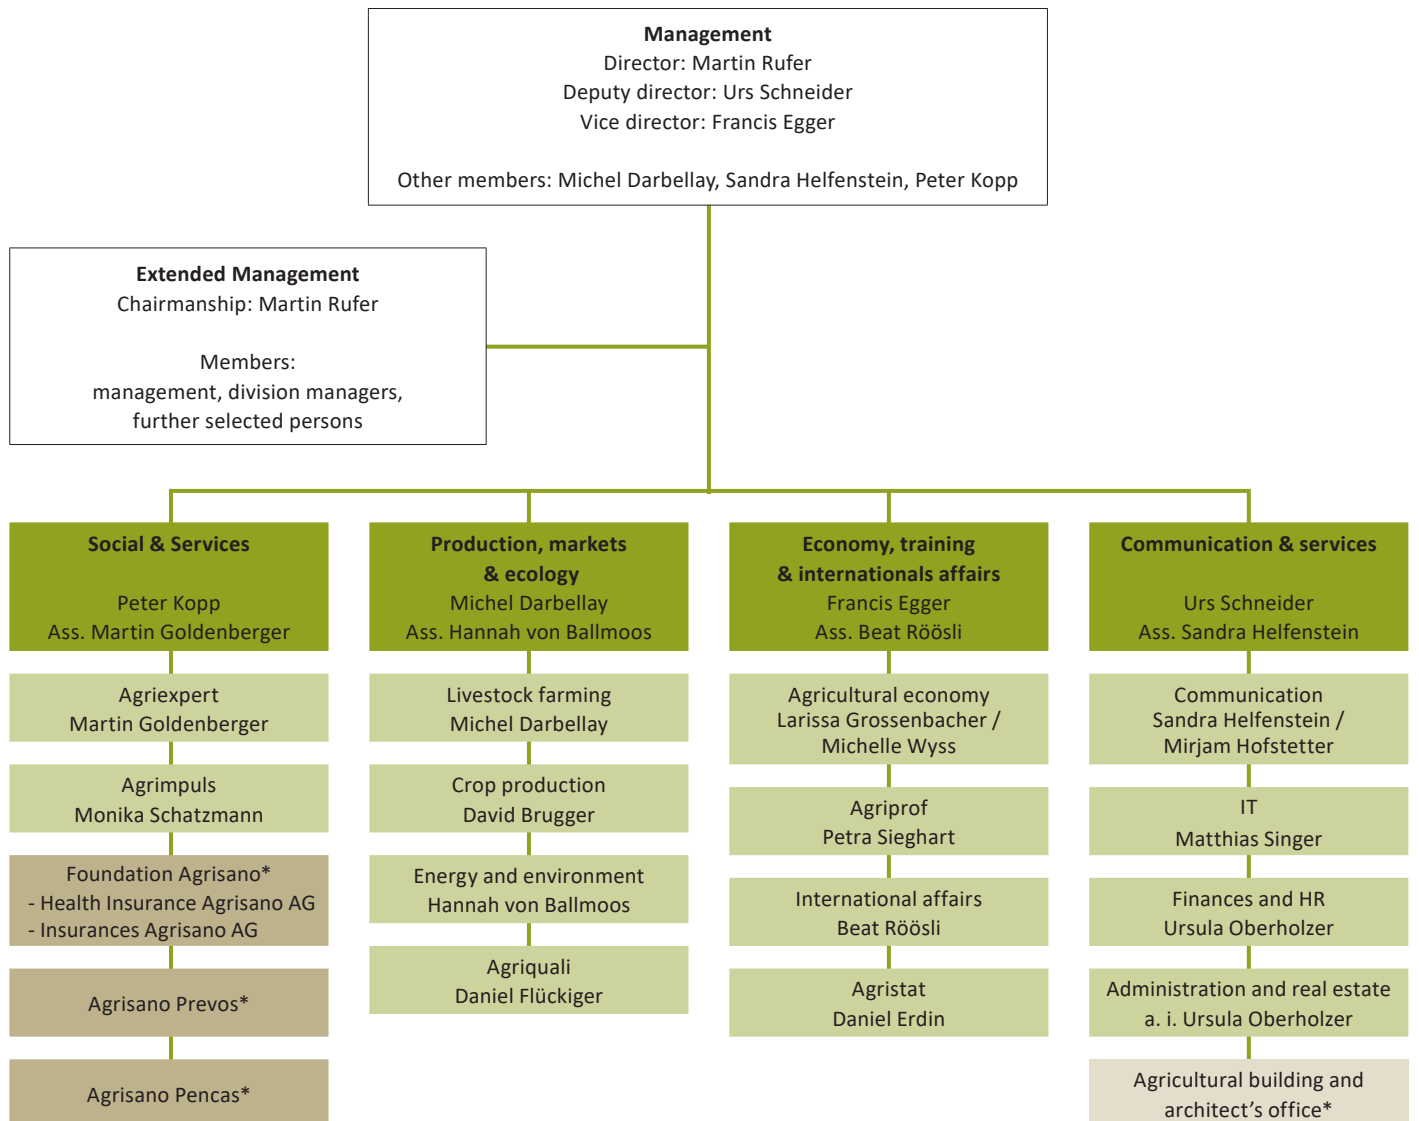 Management
Director: Martin Rufer
Deputy director: Urs Schneider
Vice director: Francis Egger
Other members: Michel Darbellay, Sandra Helfenstein, Peter Kopp
Extended Management
Chairmanship: Martin Rufer
Members:
management, division managers,
further selected persons
Social & Services
Peter Kopp
Ass. Martin Goldenberger
Agriexpert
Martin Goldenberger
Agrimpuls
Monika Schatzmann
Foundation Agrisano*
- Health Insurance Agrisano AG
- Insurances Agrisano AG
Agrisano Prevos*
Agrisano Pencas*
Production, markets
& ecology
Michel Darbellay
Ass. Hannah von Ballmoos
Livestock farming
Michel Darbellay
Crop production
David Brugger
Energy and environment
Hannah von Ballmoos
Agriquali
Daniel Flückiger
Economy, training
& internationals affairs
Francis Egger
Ass. Beat Röösli
Agricultural economy
Larissa Grossenbacher /
Michelle Wyss
Agriprof
Petra Sieghart
International affairs
Beat Röösli
Agristat
Daniel Erdin
Communication & services
Urs Schneider
Ass. Sandra Helfenstein
Communication
Sandra Helfenstein /
Mirjam Hofstetter
IT
Matthias Singer
Finances and HR
Ursula Oberholzer
Administration and real estate
a. i. Ursula Oberholzer
Agricultural building and
architect’s office*